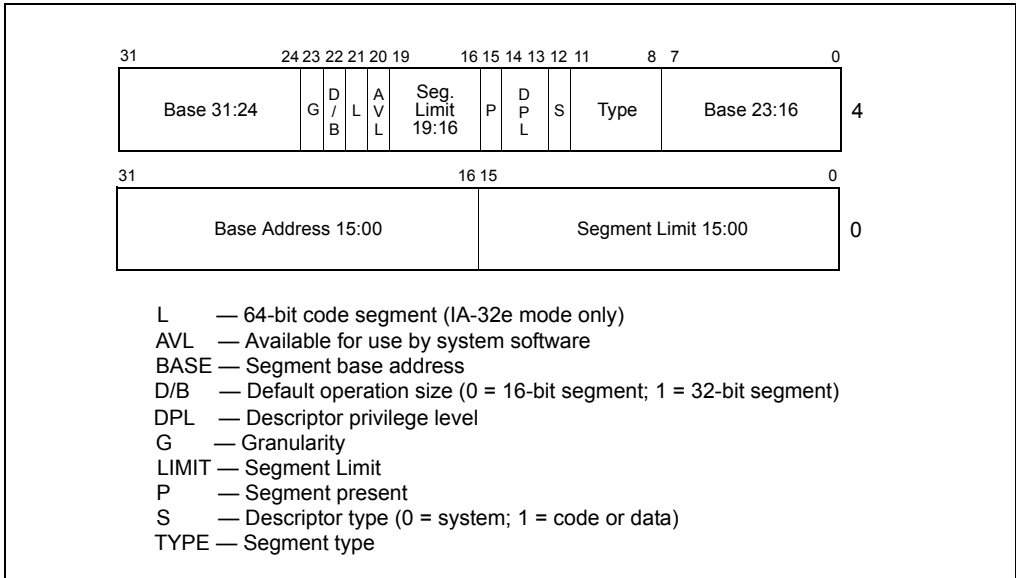 31 24 23 22 21 20 19 16 15 14 13 12 11 8 7 0
Base 31:24 G D/B L AVL Seg. Limit 19:16 P DPL S Type Base 23:16 4
31 16 15 0
Base Address 15:00 Segment Limit 15:00 0
L — 64-bit code segment (IA-32e mode only)
AVL — Available for use by system software
BASE — Segment base address
D/B — Default operation size (0 = 16-bit segment; 1 = 32-bit segment)
DPL — Descriptor privilege level
G — Granularity
LIMIT — Segment Limit
P — Segment present
S — Descriptor type (0 = system; 1 = code or data)
TYPE — Segment type